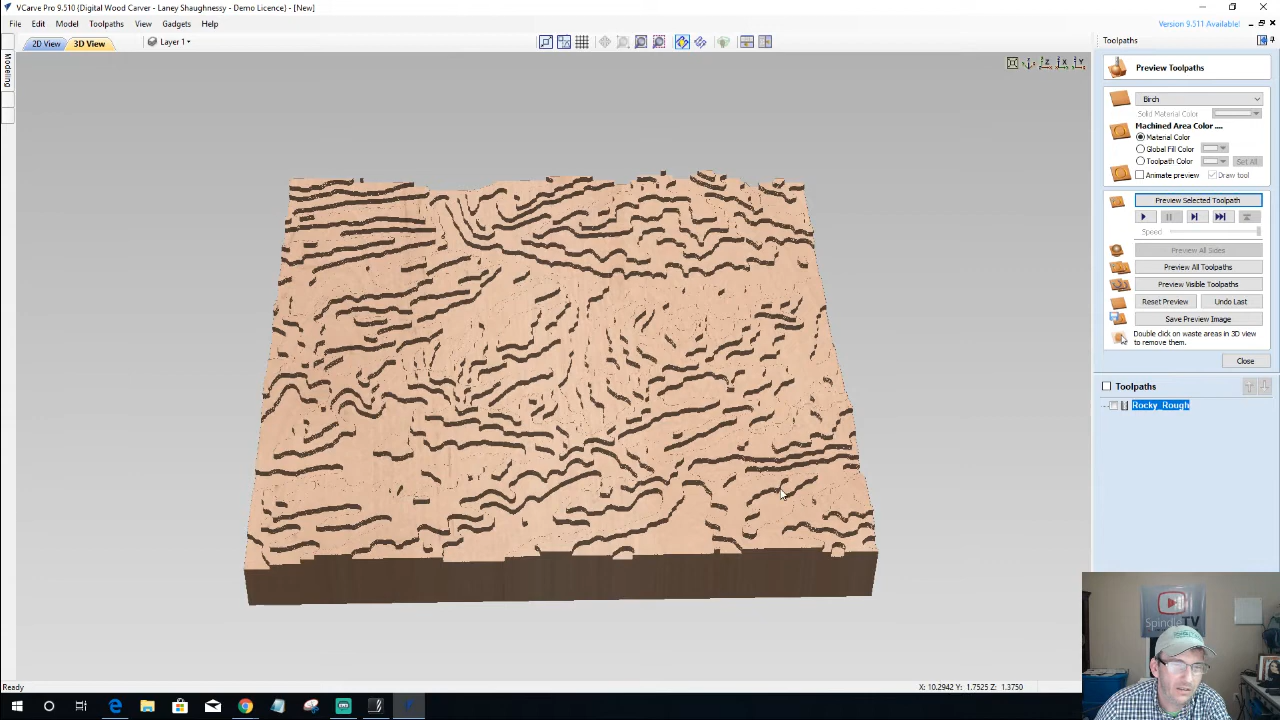 VCarve Pro 9.510 {Digital Wood Carver - Laney Shaughnessy - Demo Licence} - [New]
File Edit Model Toolpaths View Gadgets Help
Version 9.511 Available!
2D View 3D View Layer 1
Toolpaths
Modeling
Preview Toolpaths
Birch
Solid Material Color
Machined Area Color ....
Material Color
Global Fill Color
Toolpath Color Set All
Animate preview Draw tool
Preview Selected Toolpath
Speed
Preview All Sides
Preview All Toolpaths
Preview Visible Toolpaths
Reset Preview Undo Last
Save Preview Image
Double click on waste areas in 3D view
to remove them.
Close
Toolpaths
Rocky_Rough
Spindle TV
Ready
X: 10.2942 Y: 1.7525 Z: 1.3750